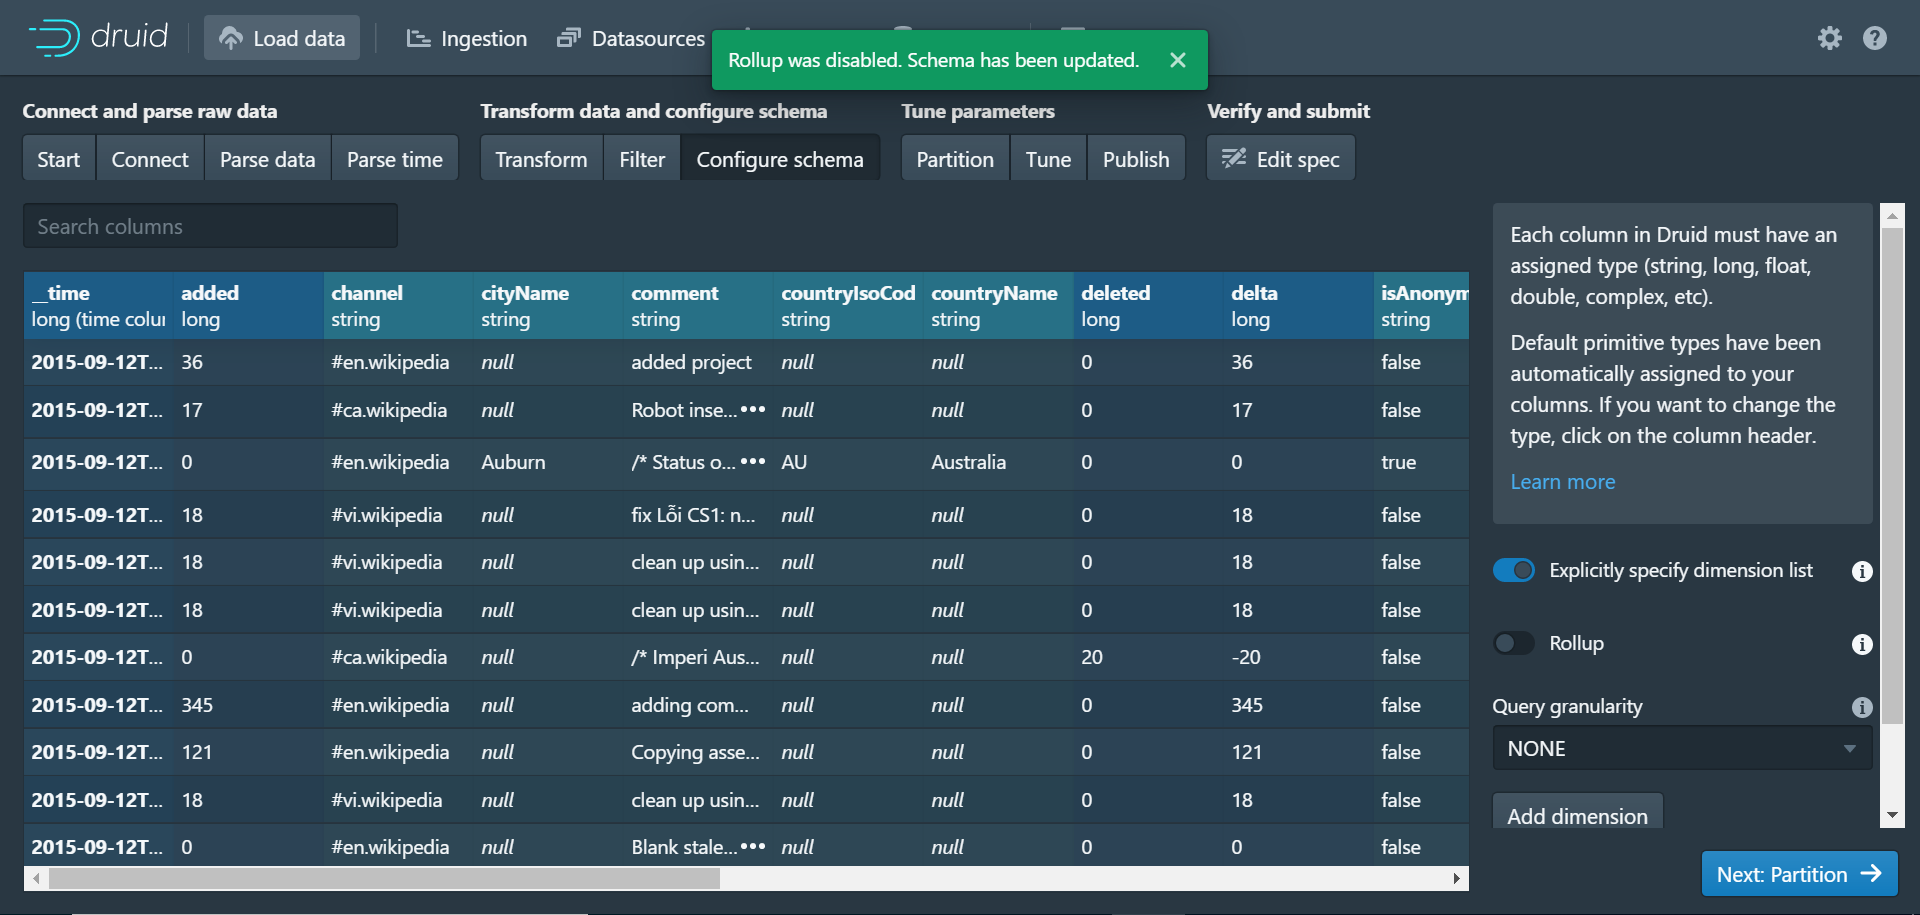 druid
Load data
Ingestion
Datasources
Rollup was disabled. Schema has been updated.
Connect and parse raw data
Transform data and configure schema
Tune parameters
Verify and submit
Start
Connect
Parse data
Parse time
Transform
Filter
Configure schema
Partition
Tune
Publish
Edit spec
Search columns
__time added channel cityName comment countryIsoCod countryName deleted delta isAnonym
long (time colur long string string string string string long long string
2015-09-12T... 36 #en.wikipedia null added project null null 0 36 false
2015-09-12T... 17 #ca.wikipedia null Robot inse...••• null null 0 17 false
2015-09-12T... 0 #en.wikipedia Auburn /* Status o...••• AU Australia 0 0 true
2015-09-12T... 18 #vi.wikipedia null fix Lỗi CS1: n... null null 0 18 false
2015-09-12T... 18 #vi.wikipedia null clean up usin... null null 0 18 false
2015-09-12T... 18 #vi.wikipedia null clean up usin... null null 0 18 false
2015-09-12T... 0 #ca.wikipedia null /* Imperi Aus... null null 20 -20 false
2015-09-12T... 345 #en.wikipedia null adding com... null null 0 345 false
2015-09-12T... 121 #en.wikipedia null Copying asse... null null 0 121 false
2015-09-12T... 18 #vi.wikipedia null clean up usin... null null 0 18 false
2015-09-12T... 0 #en.wikipedia null Blank stale...••• null null 0 0 false
Each column in Druid must have an
assigned type (string, long, float,
double, complex, etc).
Default primitive types have been
automatically assigned to your
columns. If you want to change the
type, click on the column header.
Learn more
Explicitly specify dimension list
Rollup
Query granularity
NONE
Add dimension
Next: Partition